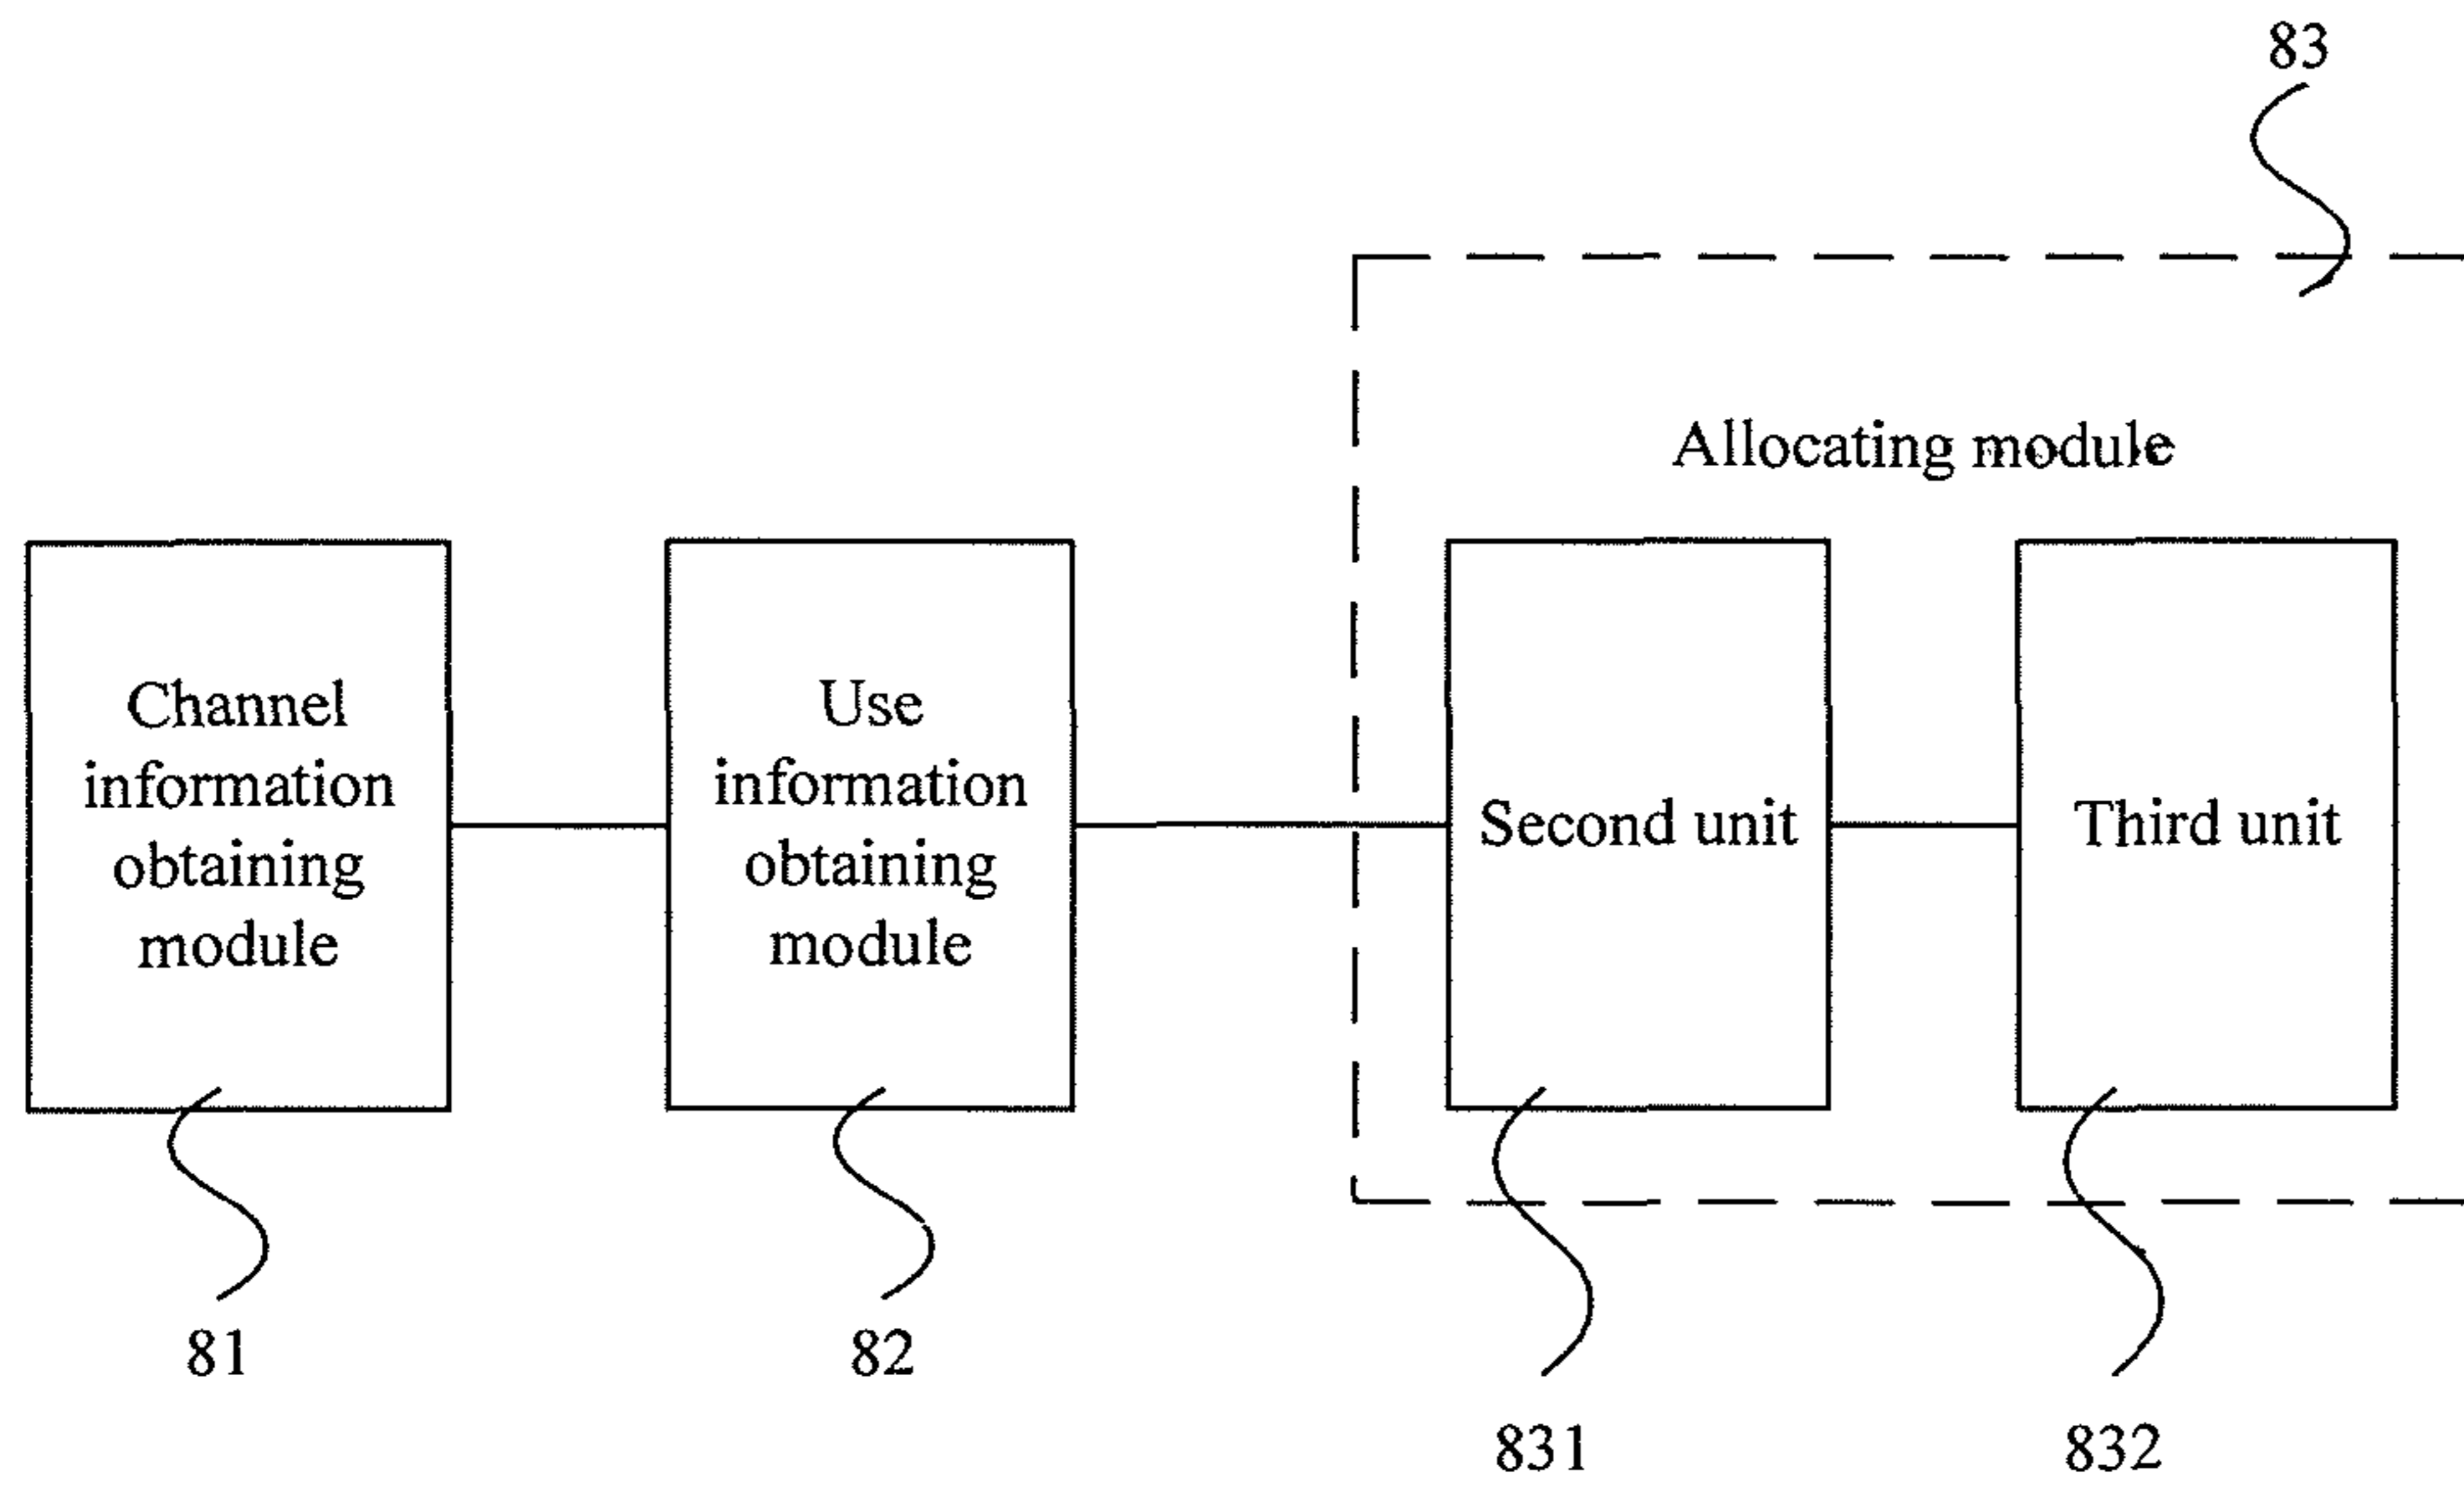 83
Allocating module
Channel
information
obtaining
module
Use
information
obtaining
module
Second unit
Third unit
81
82
831
832